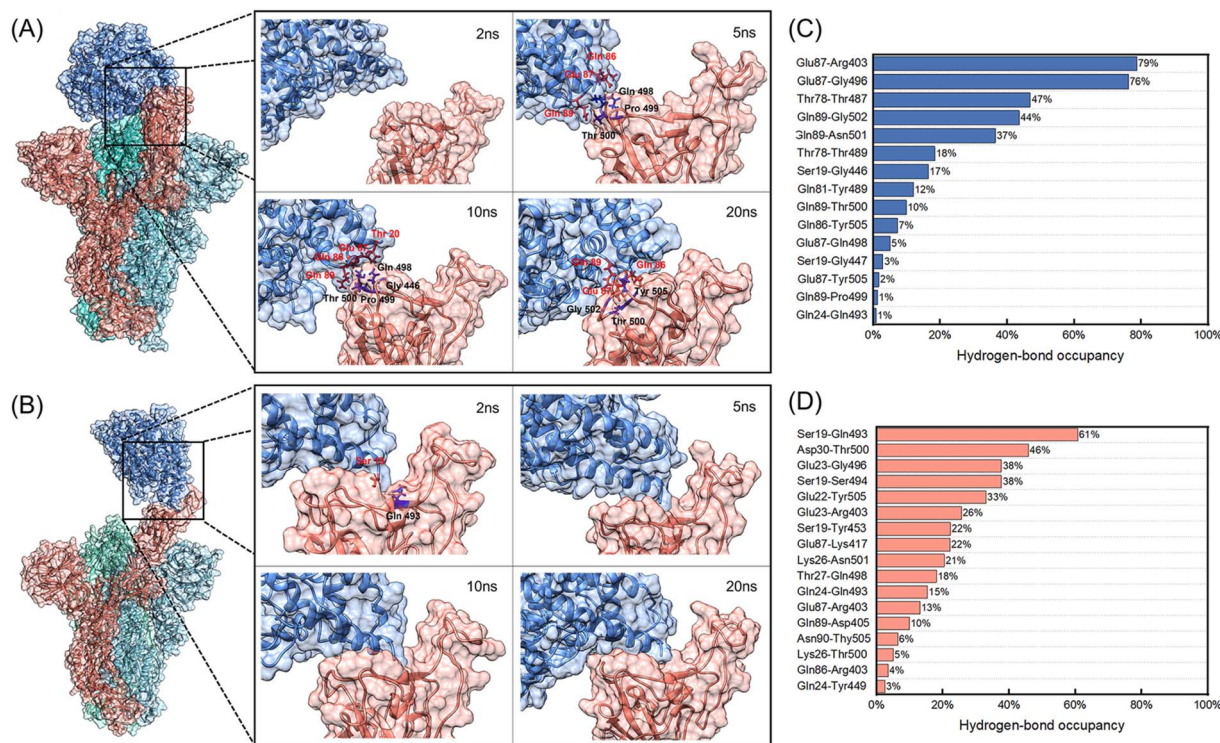 (A)
2ns
5ns
Gln 86
Glu 87
Gln 498
Gln 89
Pro 499
Thr 500
10ns
20ns
Thr 20
Glu 87
Gln 86
Gln 498
Gln 89
Gly 446
Thr 500
Pro 499
Gln 89
Gln 86
Glu 87
Tyr 505
Gly 502
Thr 500
(B)
2ns
5ns
Ser 19
Gln 493
10ns
20ns
(C)
Glu87-Arg403 79%
Glu87-Gly496 76%
Thr78-Thr487 47%
Gln89-Gly502 44%
Gln89-Asn501 37%
Thr78-Thr489 18%
Ser19-Gly446 17%
Gln81-Tyr489 12%
Gln89-Thr500 10%
Gln86-Tyr505 7%
Glu87-Gln498 5%
Ser19-Gly447 3%
Glu87-Tyr505 2%
Gln89-Pro499 1%
Gln24-Gln493 1%
0% 20% 40% 60% 80% 100%
Hydrogen-bond occupancy
(D)
Ser19-Gln493 61%
Asp30-Thr500 46%
Glu23-Gly496 38%
Ser19-Ser494 38%
Glu22-Tyr505 33%
Glu23-Arg403 26%
Ser19-Tyr453 22%
Glu87-Lys417 22%
Lys26-Asn501 21%
Thr27-Gln498 18%
Gln24-Gln493 15%
Glu87-Arg403 13%
Gln89-Asp405 10%
Asn90-Thy505 6%
Lys26-Thr500 5%
Gln86-Arg403 4%
Gln24-Tyr449 3%
0% 20% 40% 60% 80% 100%
Hydrogen-bond occupancy